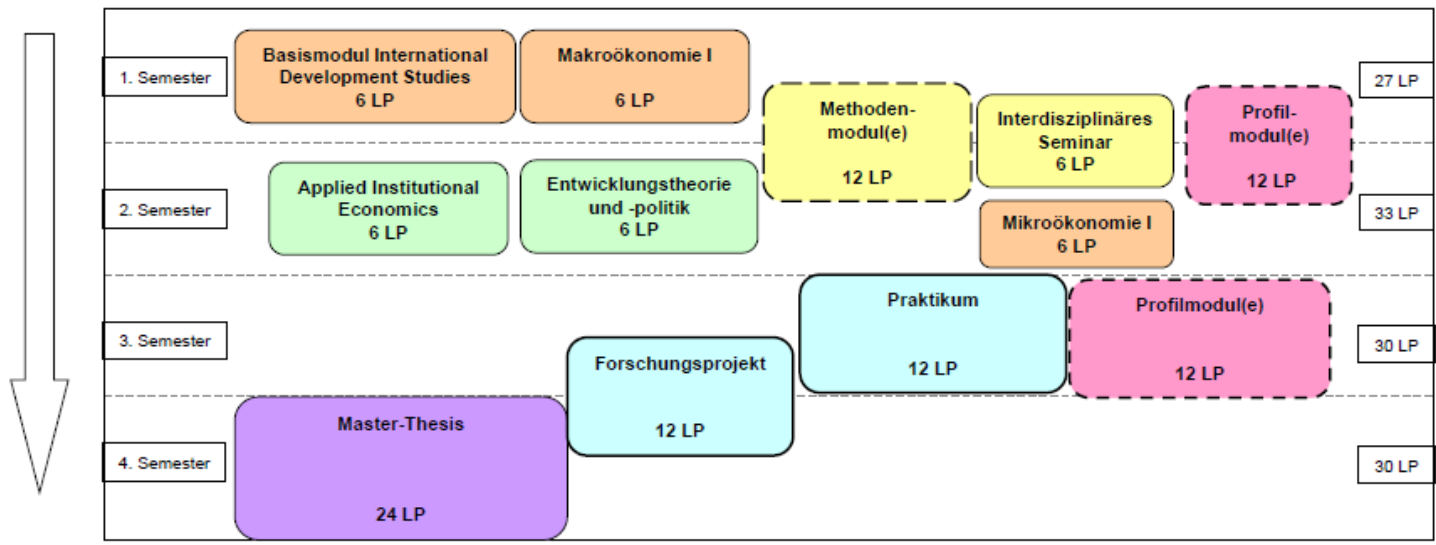 1. Semester
Basismodul International
Development Studies
6 LP
Makroökonomie I
6 LP
Methoden-
modul(e)
12 LP
Interdisziplinäres
Seminar
6 LP
Profil-
modul(e)
12 LP
27 LP
2. Semester
Applied Institutional
Economics
6 LP
Entwicklungstheorie
und -politik
6 LP
Mikroökonomie I
6 LP
33 LP
3. Semester
Forschungsprojekt
12 LP
Praktikum
12 LP
Profilmodul(e)
12 LP
30 LP
4. Semester
Master-Thesis
24 LP
30 LP